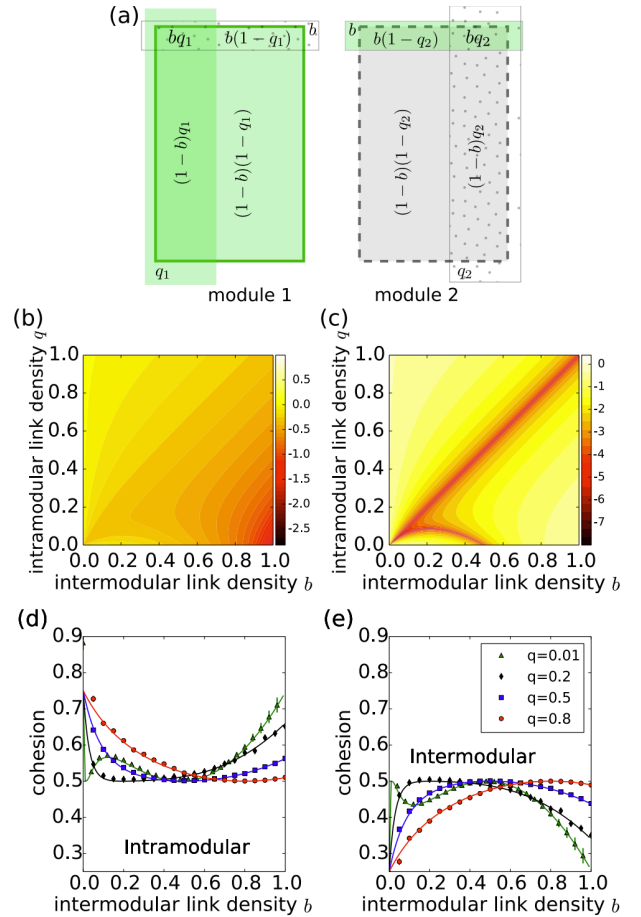 (a)
bq₁ b(1 − q₁) b
(1 − b)q₁
(1 − b)(1 − q₁)
q₁
module 1
b b(1 − q₂) bq₂
(1 − b)(1 − q₂)
(1 − b)q₂
q₂
module 2
(b)
intramodular link density q
1.0
0.8
0.6
0.4
0.2
0.0
0.0 0.2 0.4 0.6 0.8 1.0
intermodular link density b
0.5
0.0
-0.5
-1.0
-1.5
-2.0
-2.5
(c)
intramodular link density q
1.0
0.8
0.6
0.4
0.2
0.0
0.0 0.2 0.4 0.6 0.8 1.0
intermodular link density b
0
-1
-2
-3
-4
-5
-6
-7
(d)
cohesion
0.9
0.8
0.7
0.6
0.5
0.4
0.3
Intramodular
0.0 0.2 0.4 0.6 0.8 1.0
intermodular link density b
(e)
cohesion
0.9
0.8
0.7
0.6
0.5
0.4
0.3
q=0.01
q=0.2
q=0.5
q=0.8
Intermodular
0.0 0.2 0.4 0.6 0.8 1.0
intermodular link density b